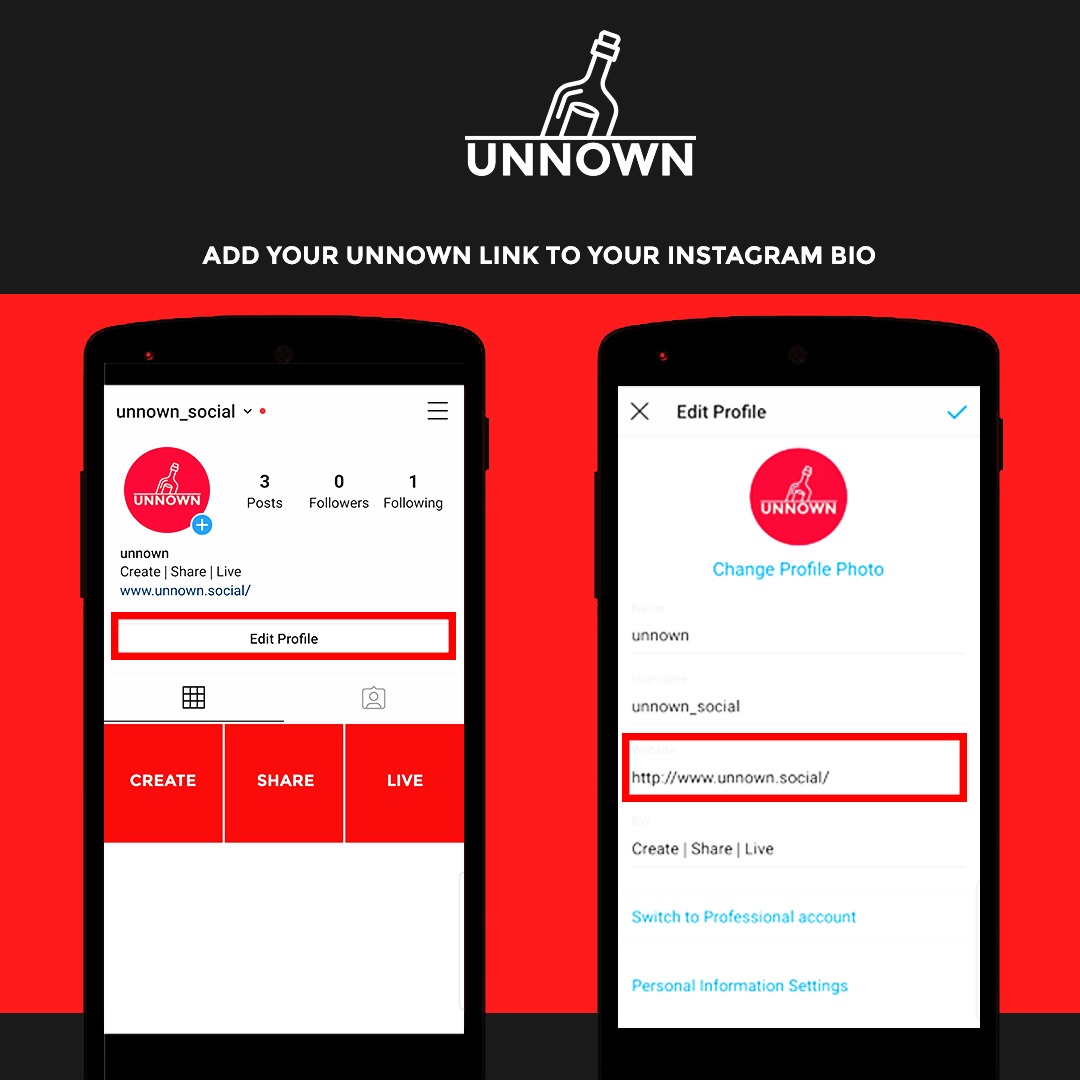 UNNOWN
ADD YOUR UNNOWN LINK TO YOUR INSTAGRAM BIO
unnown_social
UNNOWN
3 0 1
Posts Followers Following
unnown
Create | Share | Live
www.unnown.social/
Edit Profile
CREATE SHARE LIVE
Edit Profile
UNNOWN
Change Profile Photo
Name
unnown
Username
unnown_social
Website
http://www.unnown.social/
Bio
Create | Share | Live
Switch to Professional account
Personal Information Settings